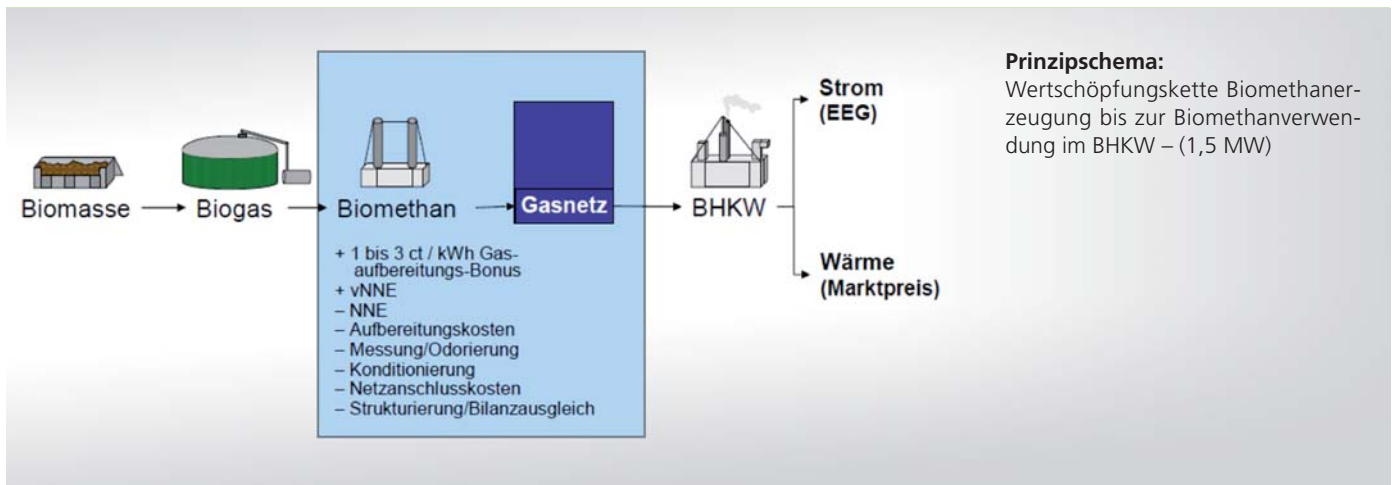 Prinzipschema:
Wertschöpfungskette Biomethaner-
zeugung bis zur Biomethanverwen-
dung im BHKW – (1,5 MW)
Biomasse
Biogas
Biomethan
Gasnetz
BHKW
Strom
(EEG)
Wärme
(Marktpreis)
+ 1 bis 3 ct / kWh Gas-
aufbereitungs-Bonus
+ vNNE
– NNE
– Aufbereitungskosten
– Messung/Odorierung
– Konditionierung
– Netzanschlusskosten
– Strukturierung/Bilanzausgleich